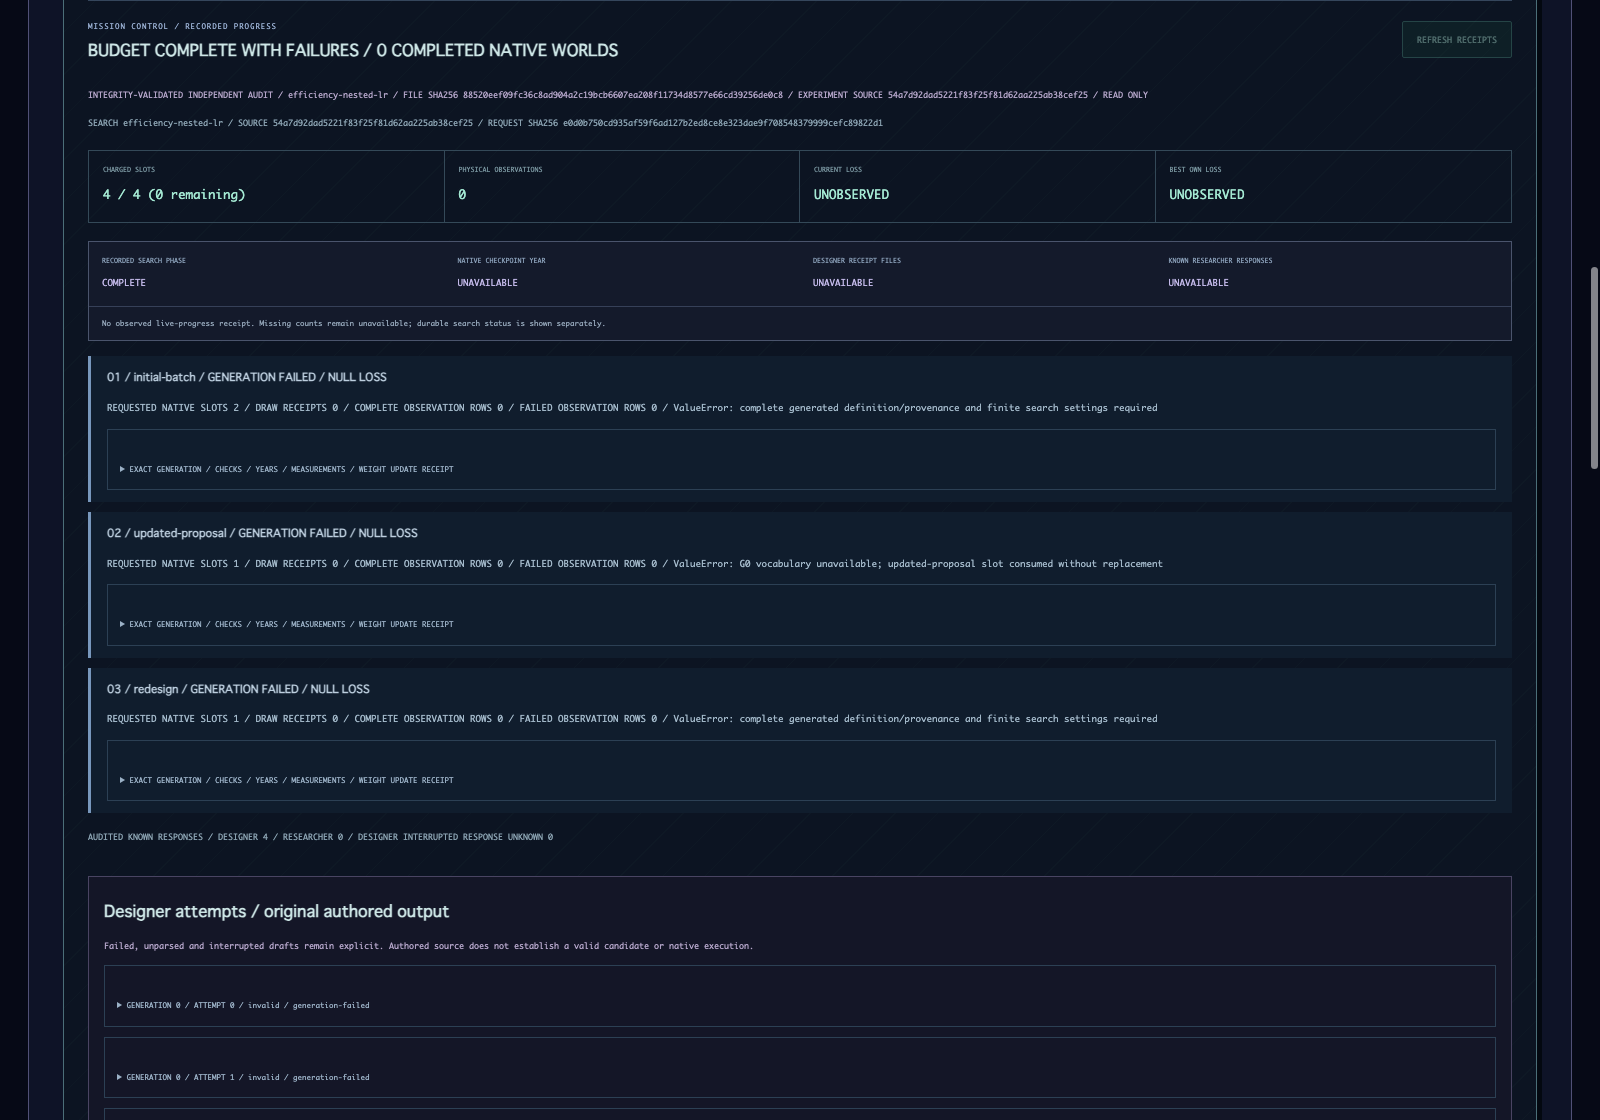 MISSION CONTROL / RECORDED PROGRESS
BUDGET COMPLETE WITH FAILURES / 0 COMPLETED NATIVE WORLDS
REFRESH RECEIPTS
INTEGRITY-VALIDATED INDEPENDENT AUDIT / efficiency-nested-lr / FILE SHA256 88520eef09fc36c8ad904a2c19bcb6607ea208f11734d8577e66cd39256de0c8 / EXPERIMENT SOURCE 54a7d92dad5221f83f25f81d62aa225ab38cef25 / READ ONLY
SEARCH efficiency-nested-lr / SOURCE 54a7d92dad5221f83f25f81d62aa225ab38cef25 / REQUEST SHA256 e0d0b750cd935af59f6ad127b2ed8ce8e323dae9f708548379999cefc89822d1
CHARGED SLOTS
4 / 4 (0 remaining)
PHYSICAL OBSERVATIONS
0
CURRENT LOSS
UNOBSERVED
BEST OWN LOSS
UNOBSERVED
RECORDED SEARCH PHASE
COMPLETE
NATIVE CHECKPOINT YEAR
UNAVAILABLE
DESIGNER RECEIPT FILES
UNAVAILABLE
KNOWN RESEARCHER RESPONSES
UNAVAILABLE
No observed live-progress receipt. Missing counts remain unavailable; durable search status is shown separately.
01 / initial-batch / GENERATION FAILED / NULL LOSS
REQUESTED NATIVE SLOTS 2 / DRAW RECEIPTS 0 / COMPLETE OBSERVATION ROWS 0 / FAILED OBSERVATION ROWS 0 / ValueError: complete generated definition/provenance and finite search settings required
▶ EXACT GENERATION / CHECKS / YEARS / MEASUREMENTS / WEIGHT UPDATE RECEIPT
02 / updated-proposal / GENERATION FAILED / NULL LOSS
REQUESTED NATIVE SLOTS 1 / DRAW RECEIPTS 0 / COMPLETE OBSERVATION ROWS 0 / FAILED OBSERVATION ROWS 0 / ValueError: G0 vocabulary unavailable; updated-proposal slot consumed without replacement
▶ EXACT GENERATION / CHECKS / YEARS / MEASUREMENTS / WEIGHT UPDATE RECEIPT
03 / redesign / GENERATION FAILED / NULL LOSS
REQUESTED NATIVE SLOTS 1 / DRAW RECEIPTS 0 / COMPLETE OBSERVATION ROWS 0 / FAILED OBSERVATION ROWS 0 / ValueError: complete generated definition/provenance and finite search settings required
▶ EXACT GENERATION / CHECKS / YEARS / MEASUREMENTS / WEIGHT UPDATE RECEIPT
AUDITED KNOWN RESPONSES / DESIGNER 4 / RESEARCHER 0 / DESIGNER INTERRUPTED RESPONSE UNKNOWN 0
Designer attempts / original authored output
Failed, unparsed and interrupted drafts remain explicit. Authored source does not establish a valid candidate or native execution.
▶ GENERATION 0 / ATTEMPT 0 / invalid / generation-failed
▶ GENERATION 0 / ATTEMPT 1 / invalid / generation-failed